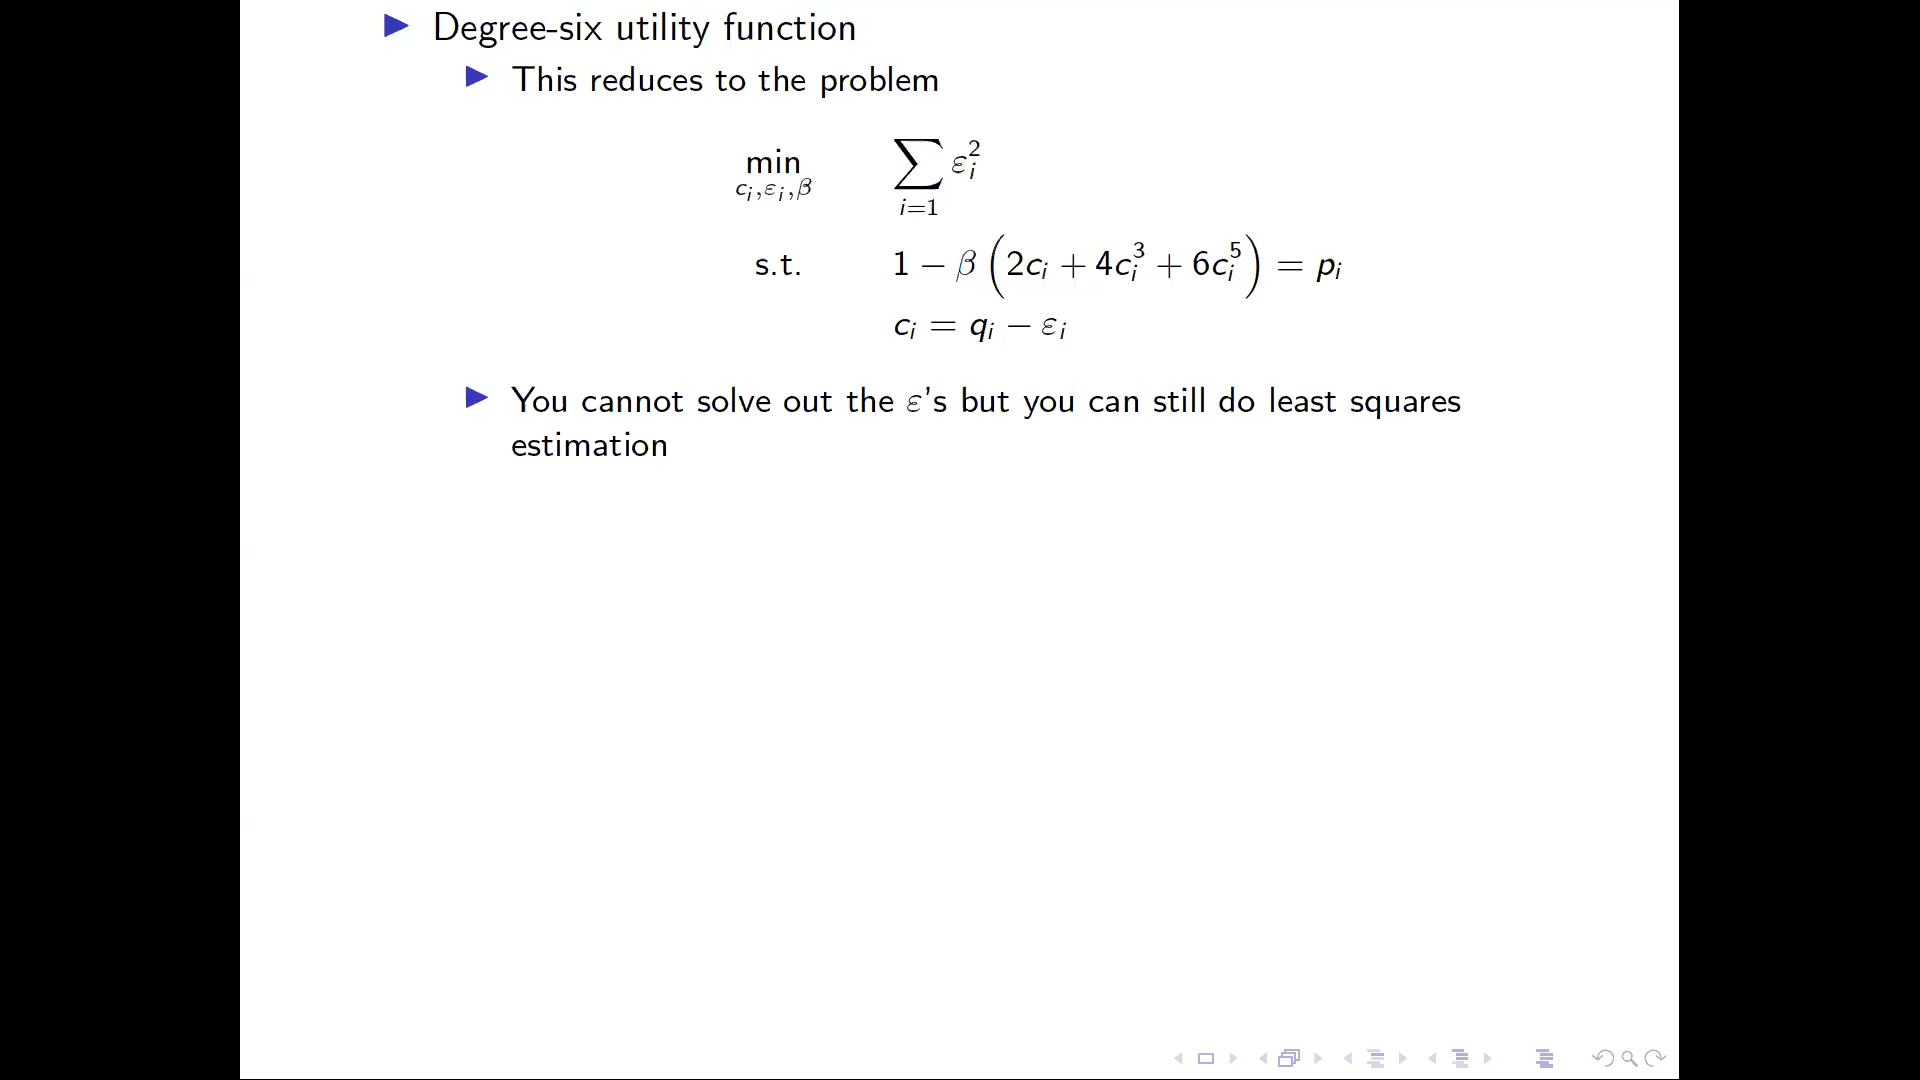 Degree-six utility function
This reduces to the problem
min_{c_i,ε_i,β} ∑_{i=1} ε_i^2
s.t. 1 − β (2c_i + 4c_i^3 + 6c_i^5) = p_i
c_i = q_i − ε_i
You cannot solve out the ε's but you can still do least squares
estimation